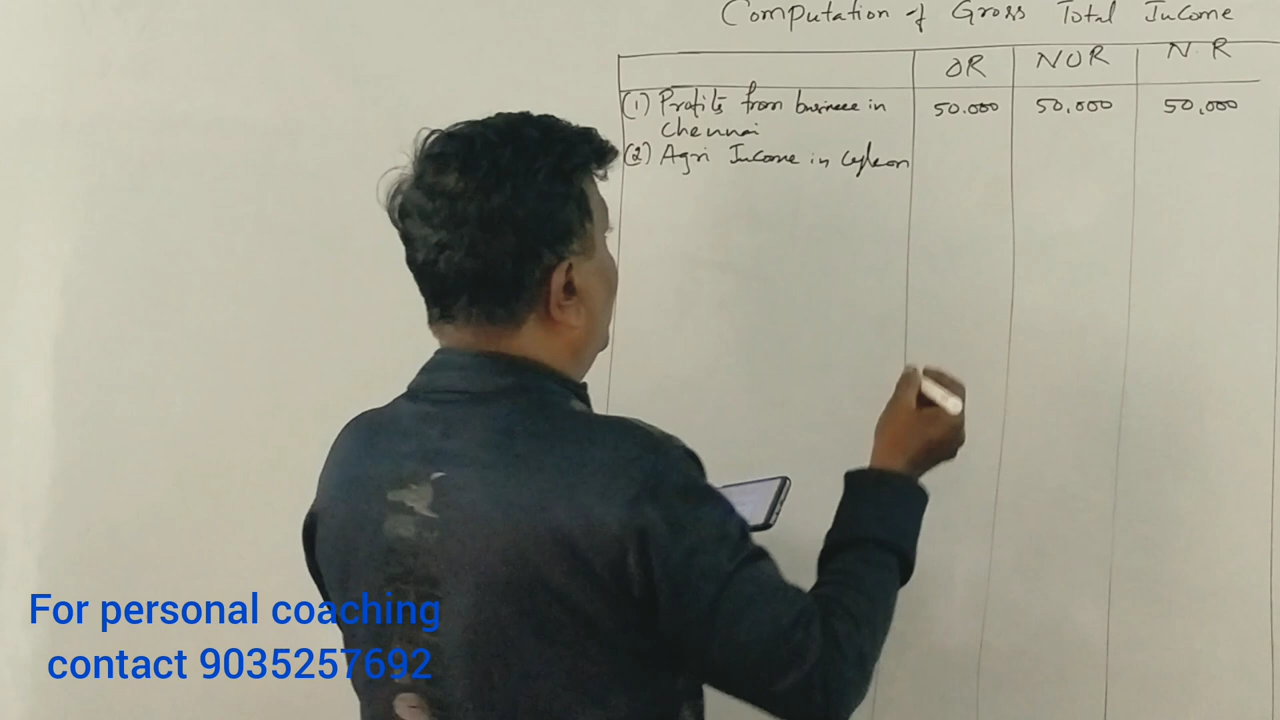 Computation of Gross Total Income
OR NOR N R
(1) Profits from business in 50.000 50,000 50,000
Chennai
(2) Agri Income in Ceylon
For personal coaching
contact 9035257692